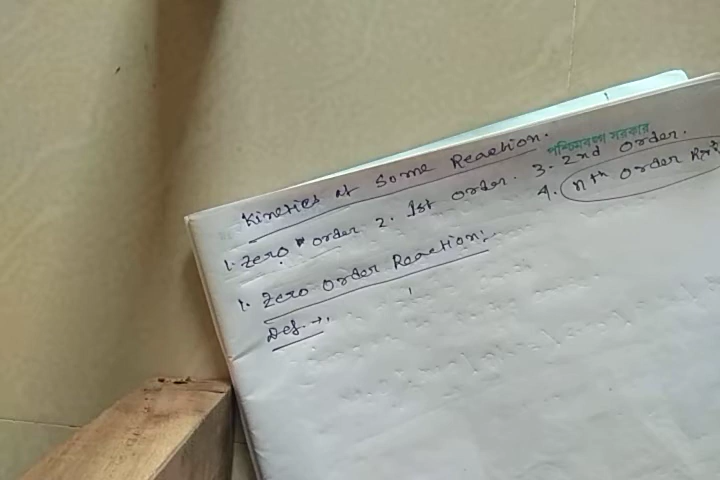 Kinetics of Some Reaction.
পশ্চিমবঙ্গ সরকার
1. Zero order 2. 1st order. 3. 2nd order.
4. nth order
1. Zero order Reaction:-
Def. →